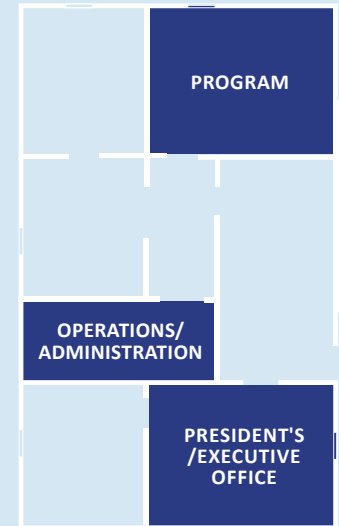 PROGRAM
OPERATIONS/
ADMINISTRATION
PRESIDENT'S
/EXECUTIVE
OFFICE